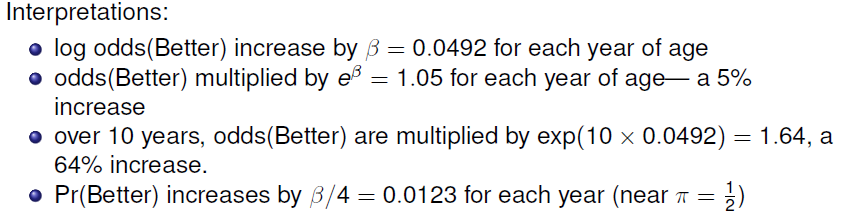 Interpretations:
log odds(Better) increase by β = 0.0492 for each year of age
odds(Better) multiplied by e^β = 1.05 for each year of age— a 5%
increase
over 10 years, odds(Better) are multiplied by exp(10 × 0.0492) = 1.64, a
64% increase.
Pr(Better) increases by β/4 = 0.0123 for each year (near π = 1/2)